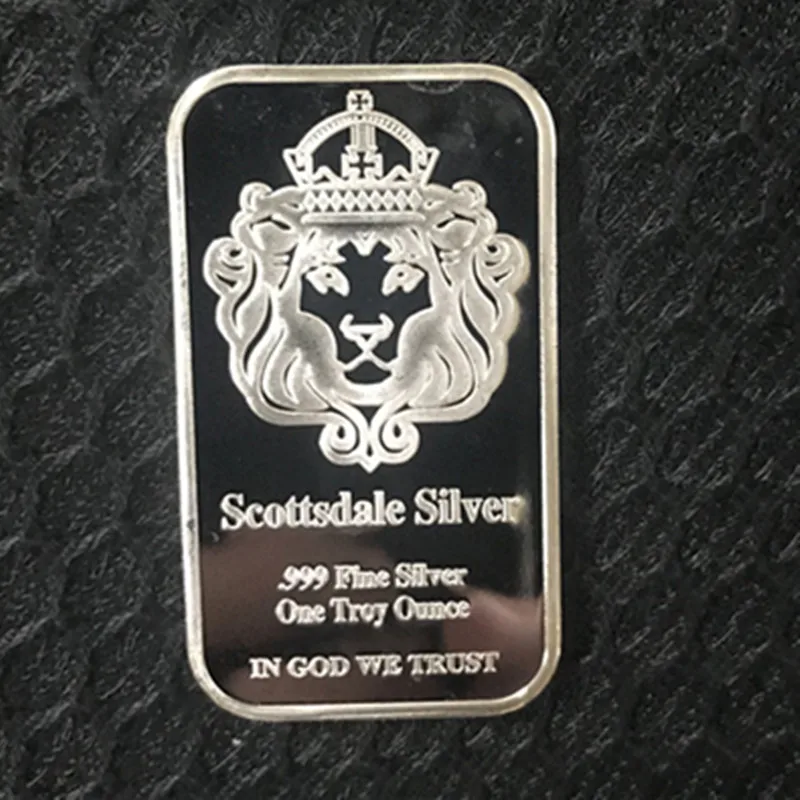 Scottsdale Silver
.999 Fine Silver
One Troy Ounce
IN GOD WE TRUST